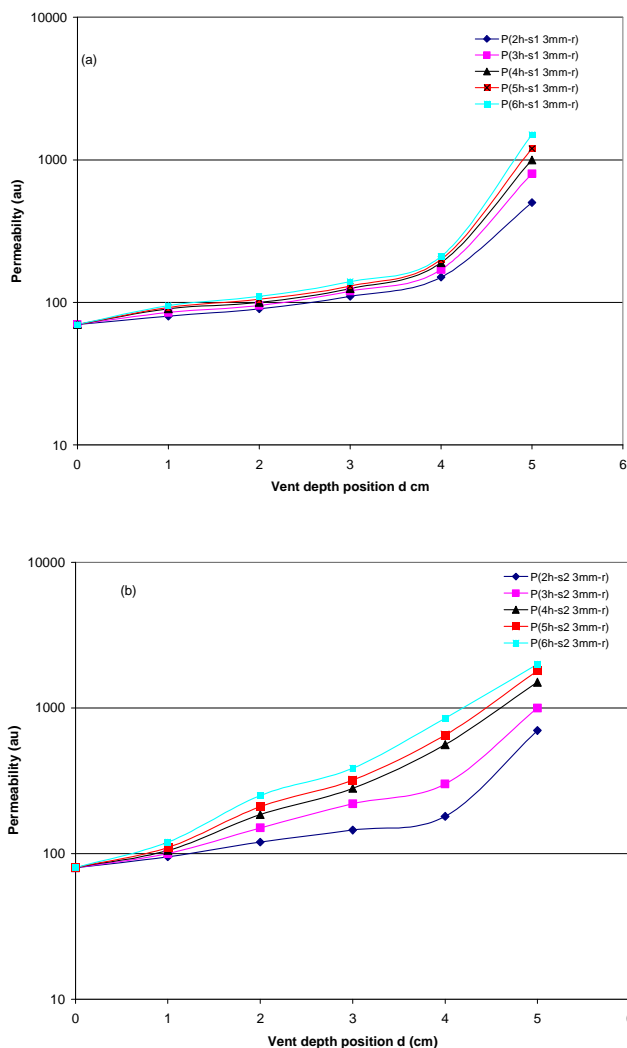 10000
(a)
P(2h-s1 3mm-r)
P(3h-s1 3mm-r)
P(4h-s1 3mm-r)
P(5h-s1 3mm-r)
P(6h-s1 3mm-r)
1000
Permeabilty (au)
100
10
0 1 2 3 4 5 6
Vent depth position d cm
10000
(b)
P(2h-s2 3mm-r)
P(3h-s2 3mm-r)
P(4h-s2 3mm-r)
P(5h-s2 3mm-r)
P(6h-s2 3mm-r)
1000
Permeability (au)
100
10
0 1 2 3 4 5
Vent depth position d (cm)